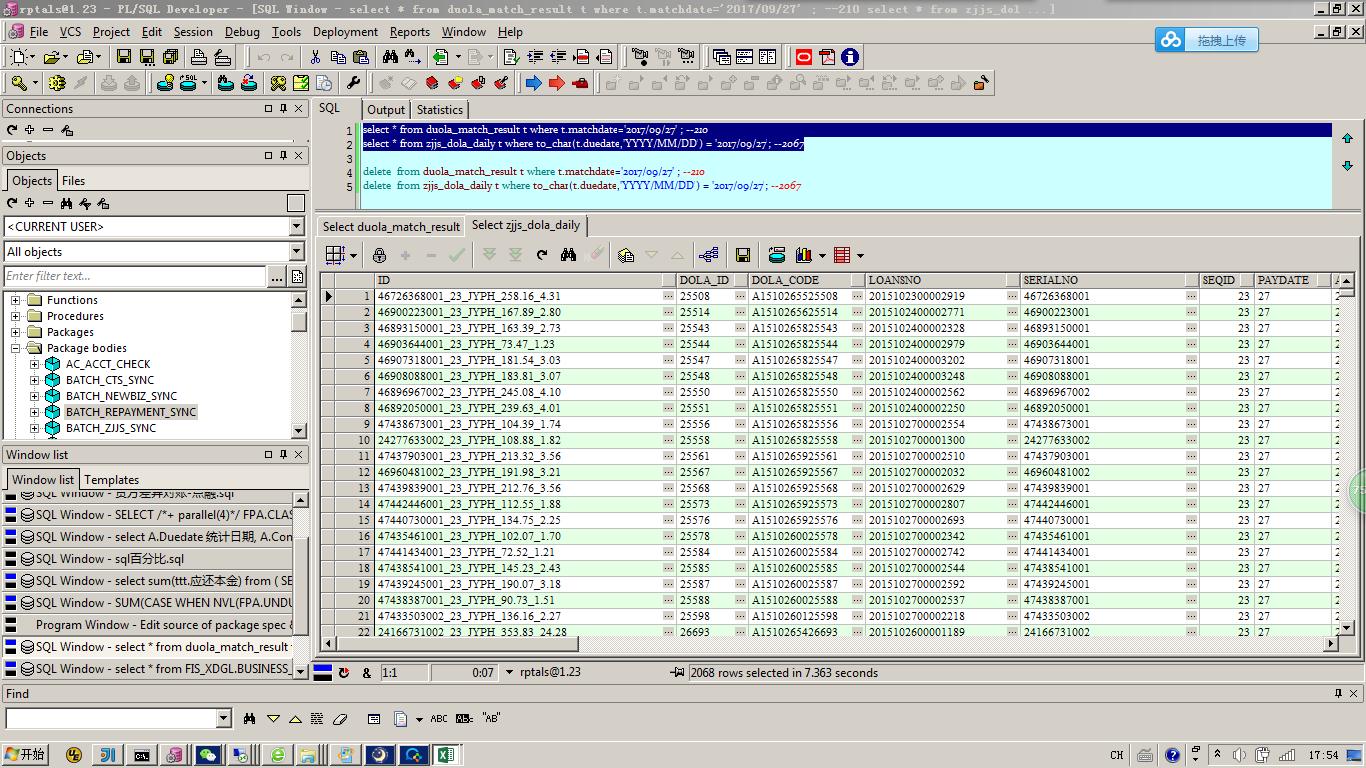 rptals@1.23 - PL/SQL Developer - [SQL Window - select * from duola_match_result t where t.matchdate='2017/09/27' ; --210 select * from zjjs_dol ...]
File VCS Project Edit Session Debug Tools Deployment Reports Window Help
拖拽上传
Connections
SQL Output Statistics
1 select * from duola_match_result t where t.matchdate='2017/09/27' ; --210
2 select * from zjjs_dola_daily t where to_char(t.duedate,'YYYY/MM/DD') = '2017/09/27'; --2067
3
4 delete from duola_match_result t where t.matchdate='2017/09/27' ; --210
5 delete from zjjs_dola_daily t where to_char(t.duedate,'YYYY/MM/DD') = '2017/09/27'; --2067
Objects
Objects Files
<CURRENT USER>
All objects
Enter filter text...
Functions
Procedures
Packages
Package bodies
AC_ACCT_CHECK
BATCH_CTS_SYNC
BATCH_NEWBIZ_SYNC
BATCH_REPAYMENT_SYNC
BATCH_ZJJS_SYNC
Window list
Window list Templates
SQL Window - SELECT /*+ parallel(4)*/ FPA.CLAS
SQL Window - select A.Duedate 统计日期, A.Con
SQL Window - sql百分比.sql
SQL Window - select sum(ttt.应还本金) from ( SE
SQL Window - SUM(CASE WHEN NVL(FPA.UNDU
Program Window - Edit source of package spec &
SQL Window - select * from duola_match_result
SQL Window - select * from FIS_XDGL.BUSINESS_
Select duola_match_result Select zjjs_dola_daily
ID DOLA_ID DOLA_CODE LOANSNO SERIALNO SEQID PAYDATE
1 46726368001_23_JYPH_258.16_4.31 25508 A1510265525508 2015102300002919 46726368001 23 27
2 46900223001_23_JYPH_167.89_2.80 25514 A1510265625514 2015102400002771 46900223001 23 27
3 46893150001_23_JYPH_163.39_2.73 25543 A1510265825543 2015102400002328 46893150001 23 27
4 46903644001_23_JYPH_73.47_1.23 25544 A1510265825544 2015102400002979 46903644001 23 27
5 46907318001_23_JYPH_181.54_3.03 25547 A1510265825547 2015102400003202 46907318001 23 27
6 46908088001_23_JYPH_183.81_3.07 25548 A1510265825548 2015102400003248 46908088001 23 27
7 46896967002_23_JYPH_245.08_4.10 25550 A1510265825550 2015102400002562 46896967002 23 27
8 46892050001_23_JYPH_239.63_4.01 25551 A1510265825551 2015102400002250 46892050001 23 27
9 47438673001_23_JYPH_104.39_1.74 25556 A1510265825556 2015102700002554 47438673001 23 27
10 24277633002_23_JYPH_108.88_1.82 25558 A1510265825558 2015102700001300 24277633002 23 27
11 47437903001_23_JYPH_213.32_3.56 25561 A1510265925561 2015102700002510 47437903001 23 27
12 46960481002_23_JYPH_191.98_3.21 25567 A1510265925567 2015102700002032 46960481002 23 27
13 47439839001_23_JYPH_212.76_3.56 25568 A1510265925568 2015102700002629 47439839001 23 27
14 47442446001_23_JYPH_112.55_1.88 25573 A1510265925573 2015102700002807 47442446001 23 27
15 47440730001_23_JYPH_134.75_2.25 25576 A1510265925576 2015102700002693 47440730001 23 27
16 47435461001_23_JYPH_102.07_1.70 25578 A1510265925578 2015102700002342 47435461001 23 27
17 47441434001_23_JYPH_72.52_1.21 25584 A1510260025584 2015102700002742 47441434001 23 27
18 47438541001_23_JYPH_145.23_2.43 25585 A1510260025585 2015102700002544 47438541001 23 27
19 47439245001_23_JYPH_190.07_3.18 25587 A1510260025587 2015102700002592 47439245001 23 27
20 47438387001_23_JYPH_90.73_1.51 25588 A1510260025588 2015102700002537 47438387001 23 27
21 47433503002_23_JYPH_136.16_2.27 25598 A1510260125598 2015102700002218 47433503002 23 27
22 24166731002_23_JYPH_353.83_24.28 26693 A1510265426693 2015102600001189 24166731002 23 27
& 1:1 0:07 rptals@1.23 2068 rows selected in 7.363 seconds
Find
ABC "AB"
开始 CH 17:54